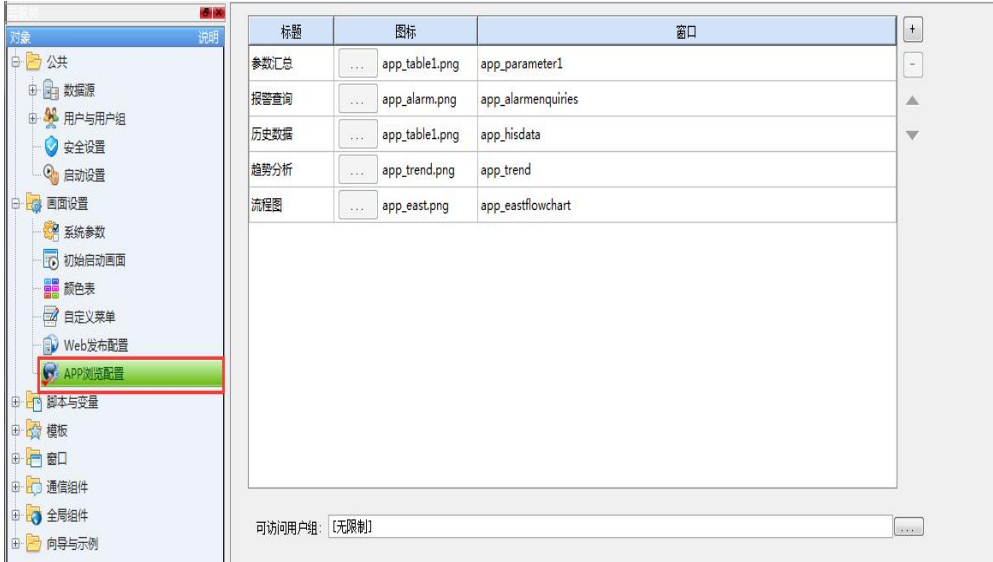 对象 说明
公共
数据源
用户与用户组
安全设置
启动设置
画面设置
系统参数
初始启动画面
颜色表
自定义菜单
Web发布配置
APP浏览配置
脚本与变量
模板
窗口
通信组件
全局组件
向导与示例
标题 图标 窗口
参数汇总 ... app_table1.png app_parameter1
报警查询 ... app_alarm.png app_alarmenquiries
历史数据 ... app_table1.png app_hisdata
趋势分析 ... app_trend.png app_trend
流程图 ... app_east.png app_eastflowchart
+
-
可访问用户组: [无限制] ...